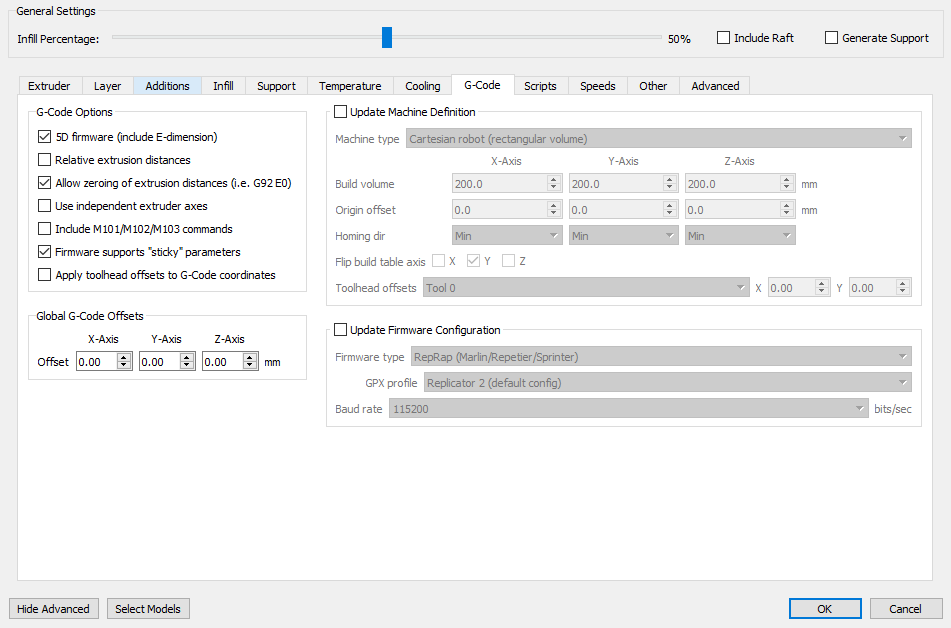 General Settings
Infill Percentage: 50% Include Raft Generate Support
Extruder Layer Additions Infill Support Temperature Cooling G-Code Scripts Speeds Other Advanced
G-Code Options
5D firmware (include E-dimension)
Relative extrusion distances
Allow zeroing of extrusion distances (i.e. G92 E0)
Use independent extruder axes
Include M101/M102/M103 commands
Firmware supports "sticky" parameters
Apply toolhead offsets to G-Code coordinates
Global G-Code Offsets
X-Axis Y-Axis Z-Axis
Offset 0.00 0.00 0.00 mm
Update Machine Definition
Machine type Cartesian robot (rectangular volume)
X-Axis Y-Axis Z-Axis
Build volume 200.0 200.0 200.0 mm
Origin offset 0.0 0.0 0.0 mm
Homing dir Min Min Min
Flip build table axis X Y Z
Toolhead offsets Tool 0 X 0.00 Y 0.00
Update Firmware Configuration
Firmware type RepRap (Marlin/Repetier/Sprinter)
GPX profile Replicator 2 (default config)
Baud rate 115200 bits/sec
Hide Advanced Select Models OK Cancel